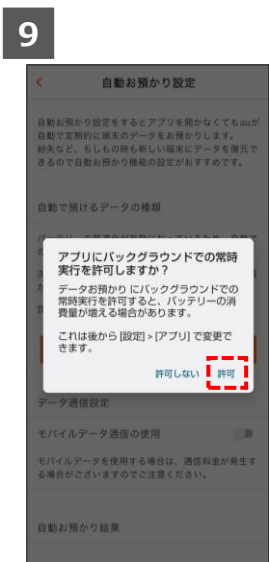 9
自動お預かり設定
自動お預かり設定をするとアプリを開かなくてもauが
自動で定期的に端末のデータをお預かりします。
紛失など、もしもの時も新しい端末にデータを復元で
きるので自動お預かり機能の設定がおすすめです。
自動で預けるデータの種類
アプリにバックグラウンドでの常時
実行を許可しますか？
データお預かり にバックグラウンドでの
常時実行を許可すると、バッテリーの消
費量が増える場合があります。
これは後から [設定] > [アプリ] で変更で
きます。
許可しない 許可
データ通信設定
モバイルデータ通信の使用
モバイルデータを使用する場合は、通信料金が発生す
る場合がございますのでご注意ください。
自動お預かり結果